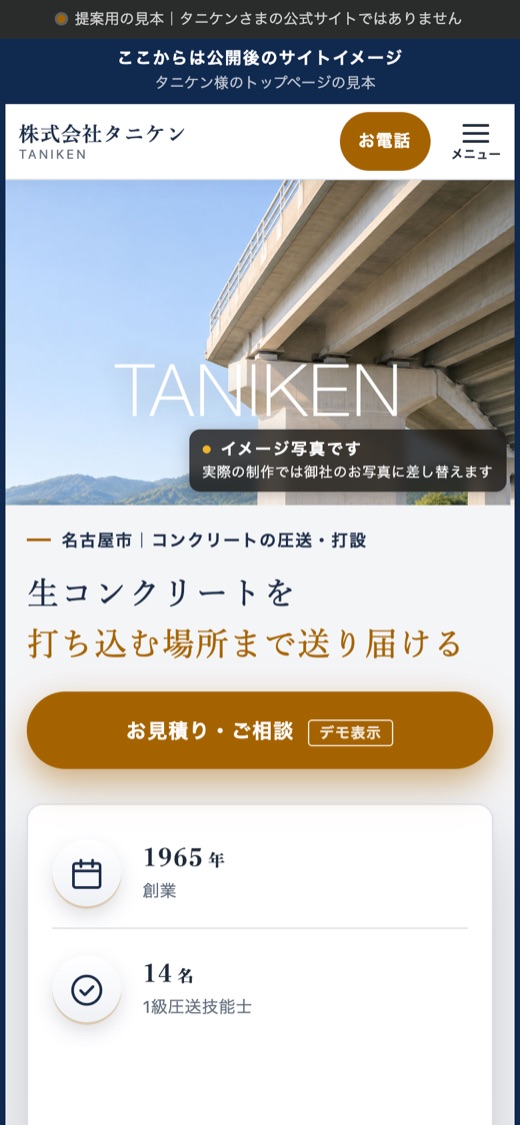 提案用の見本｜タニケンさまの公式サイトではありません
ここからは公開後のサイトイメージ
タニケン様のトップページの見本
株式会社タニケン
TANIKEN
お電話
メニュー
TANIKEN
イメージ写真です
実際の制作では御社のお写真に差し替えます
名古屋市｜コンクリートの圧送・打設
生コンクリートを
打ち込む場所まで送り届ける
お見積り・ご相談 デモ表示
1965 年
創業
14 名
1級圧送技能士